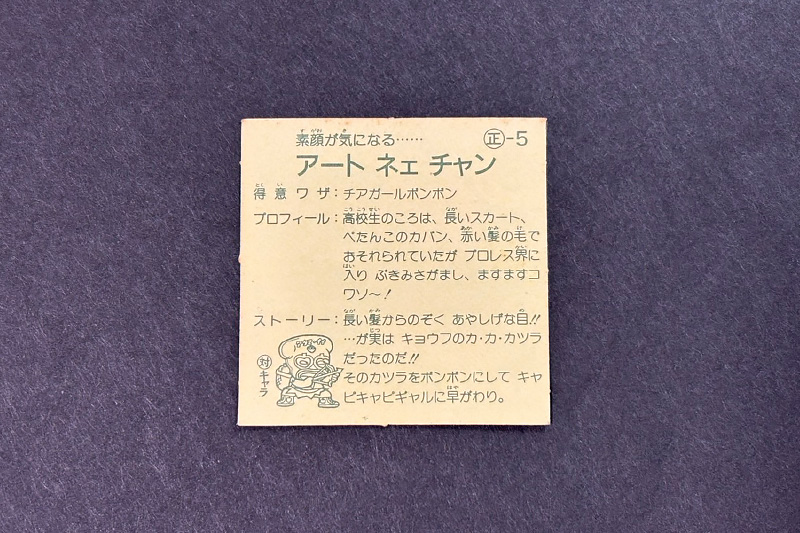 素顔が気になる……
㊣-5
アート ネェ チャン
得意ワザ：チアガールボンボン
プロフィール：高校生のころは、長いスカート、
ぺたんこのカバン、赤い髪の毛で
おそれられていたが プロレス界に
入り ぶきみさがまし、ますますコ
ワソ〜！
ストーリー：長い髪からのぞく あやしげな目!!
…が実は キョウフのカ・カ・カツラ
だったのだ!!
そのカツラをボンボンにして キャ
ピキャピギャルに早がわり。
対キャラ